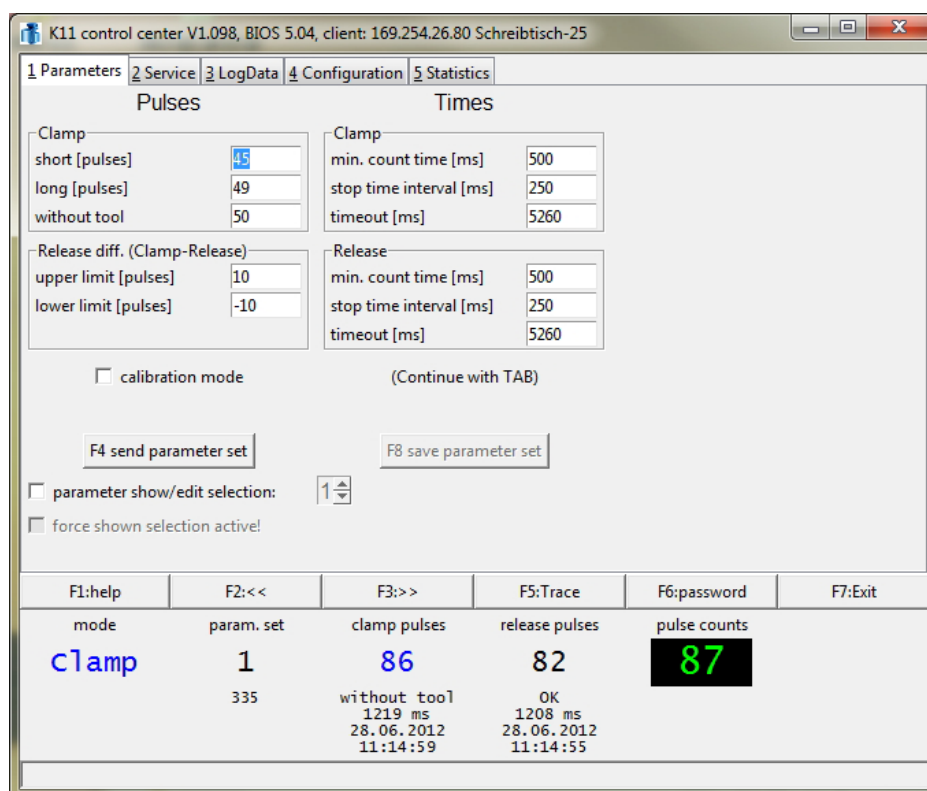 K11 control center V1.098, BIOS 5.04, client: 169.254.26.80 Schreibtisch-25
1 Parameters 2 Service 3 LogData 4 Configuration 5 Statistics
Pulses Times
Clamp Clamp
short [pulses] 45 min. count time [ms] 500
long [pulses] 49 stop time interval [ms] 250
without tool 50 timeout [ms] 5260
Release diff. (Clamp-Release) Release
upper limit [pulses] 10 min. count time [ms] 500
lower limit [pulses] -10 stop time interval [ms] 250
timeout [ms] 5260
calibration mode (Continue with TAB)
F4 send parameter set F8 save parameter set
parameter show/edit selection: 1
force shown selection active!
F1:help F2:<< F3:>> F5:Trace F6:password F7:Exit
mode param. set clamp pulses release pulses pulse counts
Clamp 1 86 82 87
335 without tool OK
1219 ms 1208 ms
28.06.2012 28.06.2012
11:14:59 11:14:55